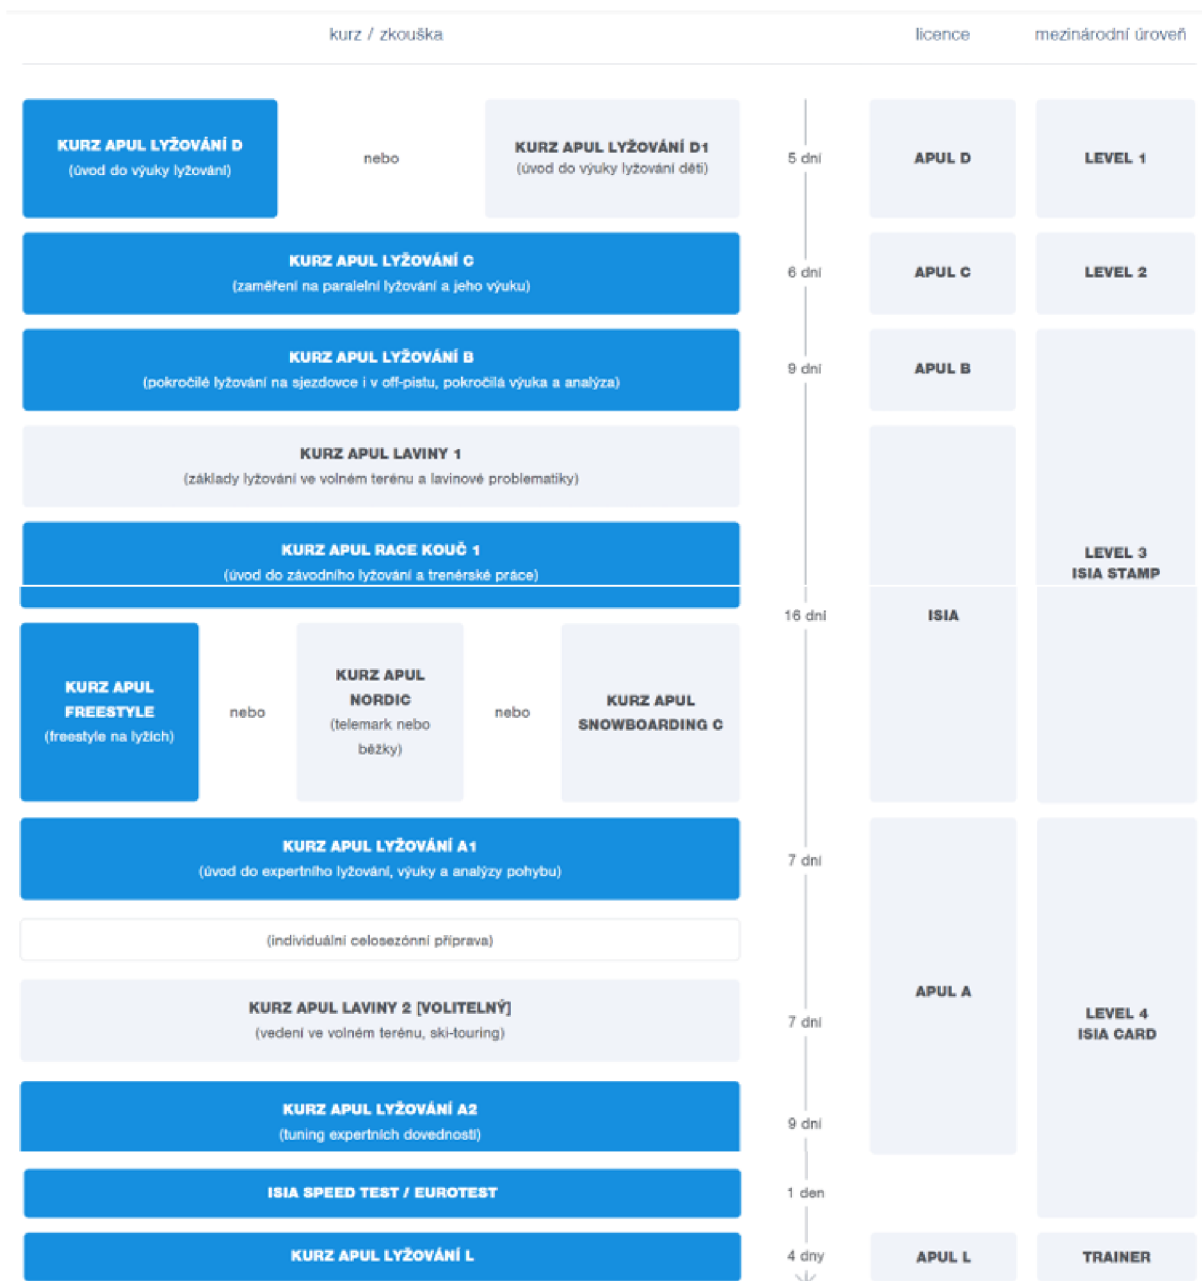 kurz / zkouška
licence
mezinárodní úroveň
KURZ APUL LYŽOVÁNÍ D
(úvod do výuky lyžování)
nebo
KURZ APUL LYŽOVÁNÍ D1
(úvod do výuky lyžování dětí)
5 dní
APUL D
LEVEL 1
KURZ APUL LYŽOVÁNÍ C
(zaměření na paralelní lyžování a jeho výuku)
6 dní
APUL C
LEVEL 2
KURZ APUL LYŽOVÁNÍ B
(pokročilé lyžování na sjezdovce i v off-pistu, pokročilá výuka a analýza)
9 dní
APUL B
KURZ APUL LAVINY 1
(základy lyžování ve volném terénu a lavinové problematiky)
KURZ APUL RACE KOUČ 1
(úvod do závodního lyžování a trenérské práce)
LEVEL 3
ISIA STAMP
16 dní
ISIA
KURZ APUL
FREESTYLE
(freestyle na lyžích)
nebo
KURZ APUL
NORDIC
(telemark nebo
běžky)
nebo
KURZ APUL
SNOWBOARDING C
KURZ APUL LYŽOVÁNÍ A1
(úvod do expertního lyžování, výuky a analýzy pohybu)
7 dní
(individuální celosezónní příprava)
KURZ APUL LAVINY 2 [VOLITELNÝ]
(vedení ve volném terénu, ski-touring)
7 dní
APUL A
LEVEL 4
ISIA CARD
KURZ APUL LYŽOVÁNÍ A2
(tuning expertních dovedností)
9 dní
ISIA SPEED TEST / EUROTEST
1 den
KURZ APUL LYŽOVÁNÍ L
4 dny
APUL L
TRAINER